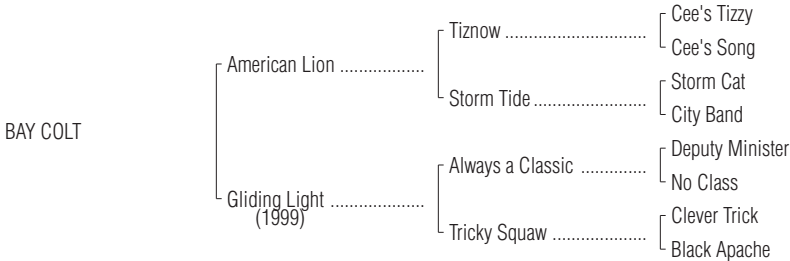 Cee's Tizzy
Tiznow ..............................
Cee's Song
American Lion ..................
Storm Cat
Storm Tide ........................
City Band
BAY COLT
Deputy Minister
Always a Classic ..............
No Class
Gliding Light ....................
(1999)
Clever Trick
Tricky Squaw ....................
Black Apache